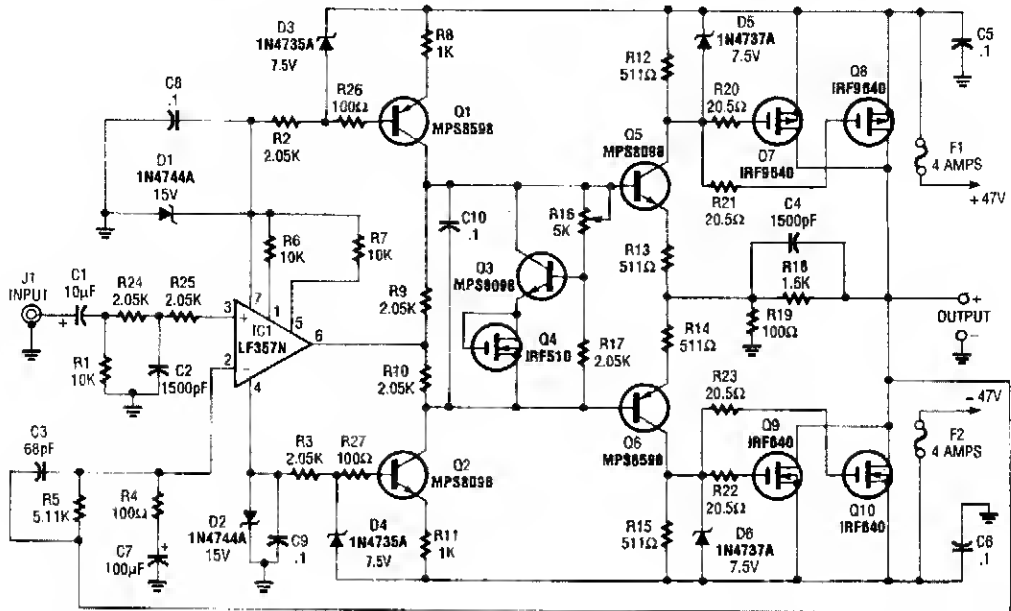 D3
1N4735A
7.5V
R8
1K
C8
.1
R2
2.05K
R26
100Ω
Q1
MPS8598
D1
1N4744A
15V
R6
10K
R7
10K
C10
.1
R16
5K
Q3
MPS8098
Q4
IRF510
R17
2.05K
R9
2.05K
R10
2.05K
J1
INPUT
C1
10µF
+
R24
2.05K
R25
2.05K
R1
10K
C2
1500pF
3
+
7
1
5
IC1
LF357N
6
2
–
4
C3
68pF
R5
5.11K
R4
100Ω
C7
100µF
+
D2
1N4744A
15V
C9
.1
R3
2.05K
R27
100Ω
D4
1N4735A
7.5V
Q2
MPS8098
R11
1K
R12
511Ω
D5
1N4737A
7.5V
R20
20.5Ω
Q7
IRF9640
Q8
IRF9640
C5
.1
Q5
MPS8098
R21
20.5Ω
F1
4 AMPS
+47V
C4
1500pF
R13
511Ω
R18
1.5K
R19
100Ω
+
OUTPUT
–
R14
511Ω
R23
20.5Ω
–47V
F2
4 AMPS
Q6
MPS8598
Q9
IRF640
R22
20.5Ω
Q10
IRF640
R15
511Ω
D6
1N4737A
7.5V
C6
.1